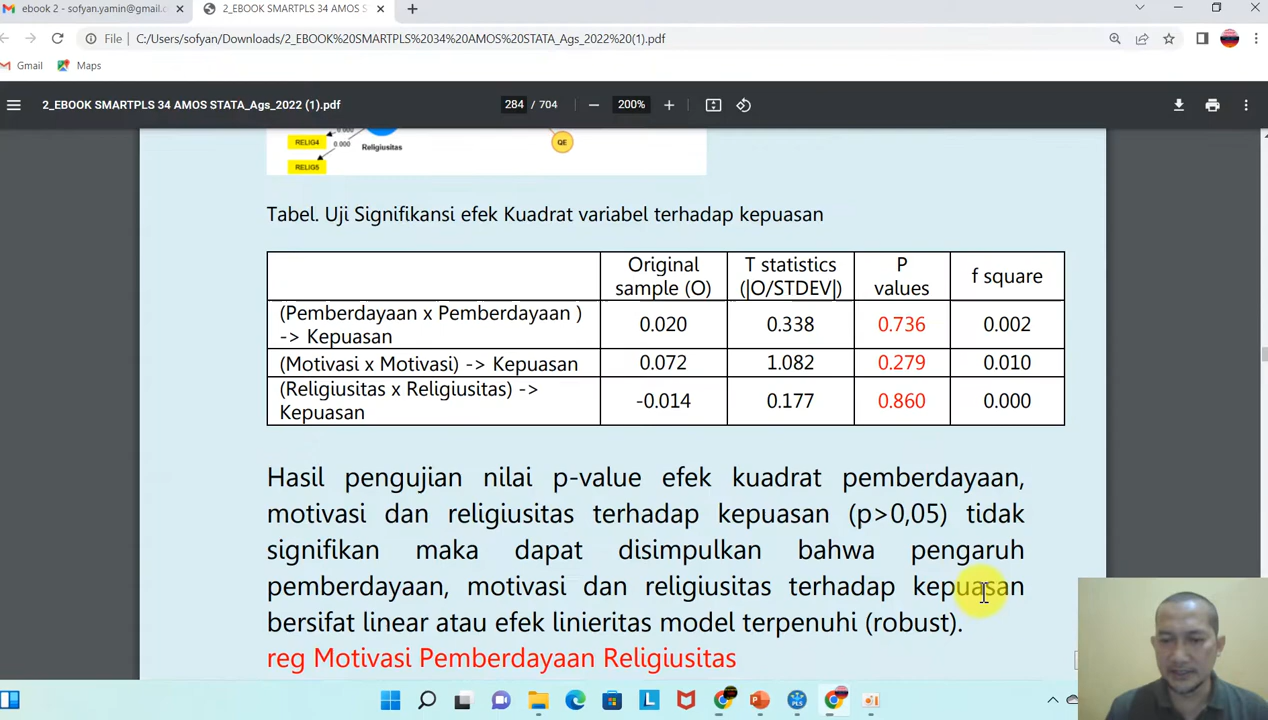 ebook 2 - sofyan.yamin@gmail.c
2_EBOOK SMARTPLS 34 AMOS S
File C:/Users/sofyan/Downloads/2_EBOOK%20SMARTPLS%2034%20AMOS%20STATA_Ags_2022%20(1).pdf
Gmail Maps
2_EBOOK SMARTPLS 34 AMOS STATA_Ags_2022 (1).pdf 284 / 704 200%
RELIG4 0.000
0.000 Religiusitas QE
RELIG5
Tabel. Uji Signifikansi efek Kuadrat variabel terhadap kepuasan
Original sample (O) T statistics (|O/STDEV|) P values f square
(Pemberdayaan x Pemberdayaan ) -> Kepuasan 0.020 0.338 0.736 0.002
(Motivasi x Motivasi) -> Kepuasan 0.072 1.082 0.279 0.010
(Religiusitas x Religiusitas) -> Kepuasan -0.014 0.177 0.860 0.000
Hasil pengujian nilai p-value efek kuadrat pemberdayaan,
motivasi dan religiusitas terhadap kepuasan (p>0,05) tidak
signifikan maka dapat disimpulkan bahwa pengaruh
pemberdayaan, motivasi dan religiusitas terhadap kepuasan
bersifat linear atau efek linieritas model terpenuhi (robust).
reg Motivasi Pemberdayaan Religiusitas